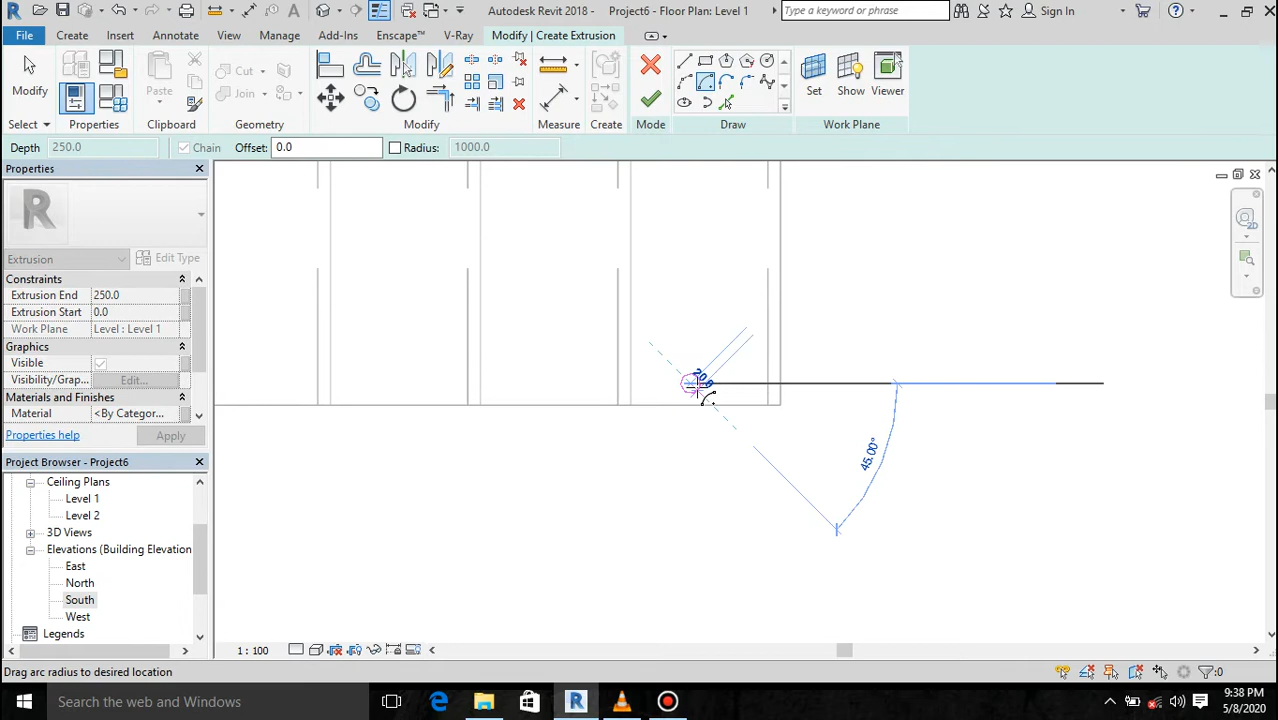 Autodesk Revit 2018 - Project6 - Floor Plan: Level 1
Type a keyword or phrase
Sign In
File
Create
Insert
Annotate
View
Manage
Add-Ins
Enscape™
V-Ray
Modify | Create Extrusion
Modify
Paste
Cut
Join
Set
Show
Viewer
Select
Properties
Clipboard
Geometry
Modify
Measure
Create
Mode
Draw
Work Plane
Depth
250.0
Chain
Offset:
0.0
Radius:
1000.0
Properties
Extrusion
Edit Type
Constraints
Extrusion End
250.0
Extrusion Start
0.0
Work Plane
Level : Level 1
Graphics
Visible
Visibility/Grap...
Edit...
Materials and Finishes
Material
<By Categor...
Properties help
Apply
Project Browser - Project6
Ceiling Plans
Level 1
Level 2
3D Views
Elevations (Building Elevation
East
North
South
West
Legends
45.00°
1 : 100
Drag arc radius to desired location
:0
Search the web and Windows
9:38 PM
5/8/2020